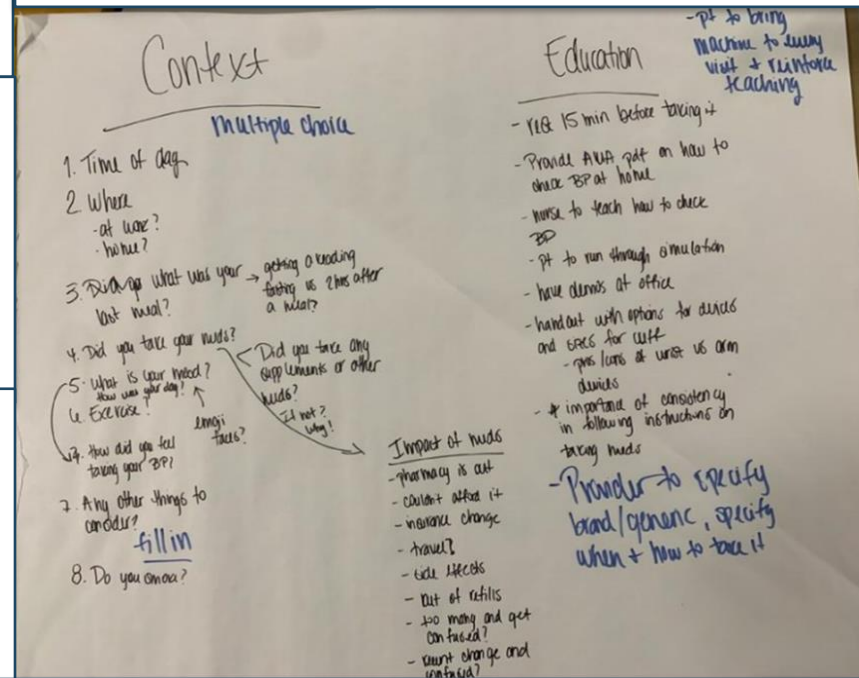 Context
multiple choice
1. Time of day
2. Where
- at work?
- home?
3. what was your
last meal?
→ getting a reading
fasting vs 2 hrs after
a meal?
4. Did you take your meds?
Did you take any
supplements or other
meds?
If not?
why!
5. What is your mood?
How was your day?
6. Exercise?
emoji
faces?
How did you feel
taking your BP?
7. Any other things to
consider?
fill in
8. Do you smoke?
Impact of meds
- pharmacy is out
- couldn't afford it
- insurance change
- travel?
- side effects
- out of refills
- too many and get
confused?
- recent change and
confused?
Education
- pt to bring
machine to every
visit + reinforce
teaching
- rest 15 min before taking it
- Provide AHA pdf on how to
check BP at home
- nurse to teach how to check
BP
- pt to run through simulation
- have demos at office
- handout with options for devices
and sizes for cuff
- pros/cons of wrist vs arm
devices
- * importance of consistency
in following instructions on
taking meds
- Provider to specify
brand/generic, specify
when + how to take it